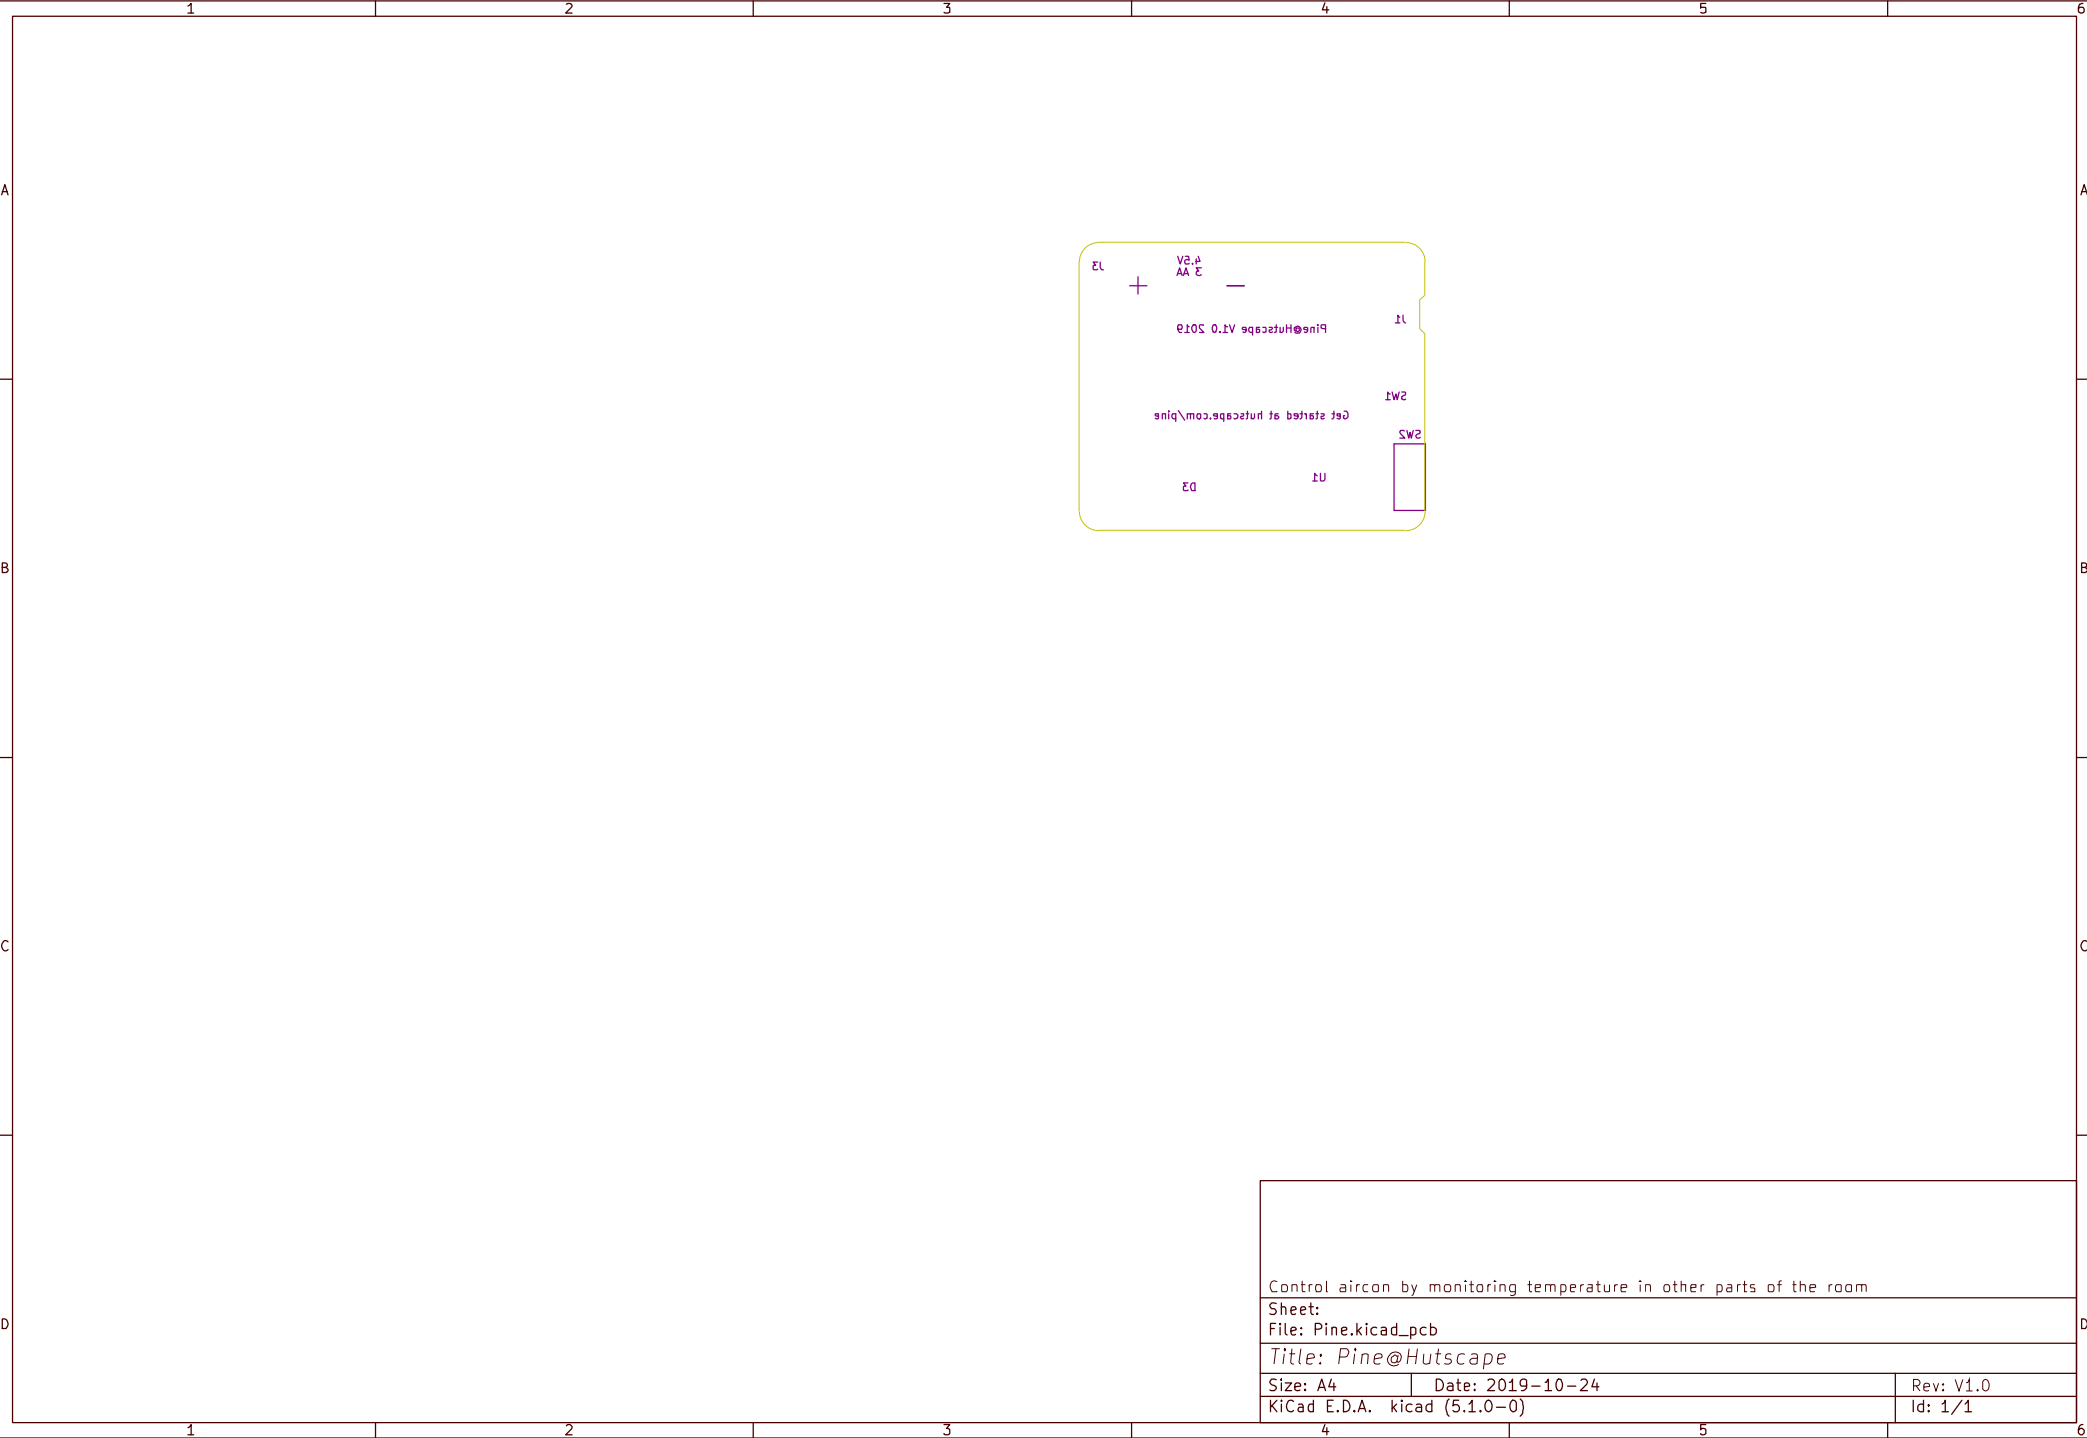 1 2 3 4 5 6
A A
J3 4.5V
3 AA
+ −
J1
Pine@Hutscape V1.0 2019
SW1
Get started at hutscape.com/pine
SW2
U1
D3
B B
C C
Control aircon by monitoring temperature in other parts of the room
Sheet:
D D
File: Pine.kicad_pcb
Title: Pine@Hutscape
Size: A4 Date: 2019-10-24 Rev: V1.0
KiCad E.D.A. kicad (5.1.0-0) Id: 1/1
1 2 3 4 5 6